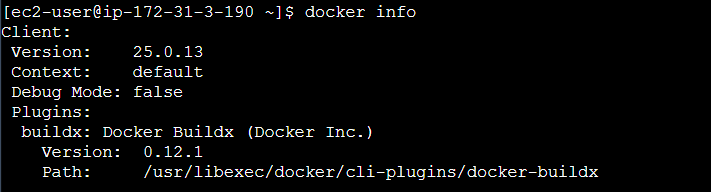 [ec2-user@ip-172-31-3-190 ~]$ docker info
Client:
 Version:    25.0.13
 Context:    default
 Debug Mode: false
 Plugins:
  buildx: Docker Buildx (Docker Inc.)
    Version:  0.12.1
    Path:     /usr/libexec/docker/cli-plugins/docker-buildx